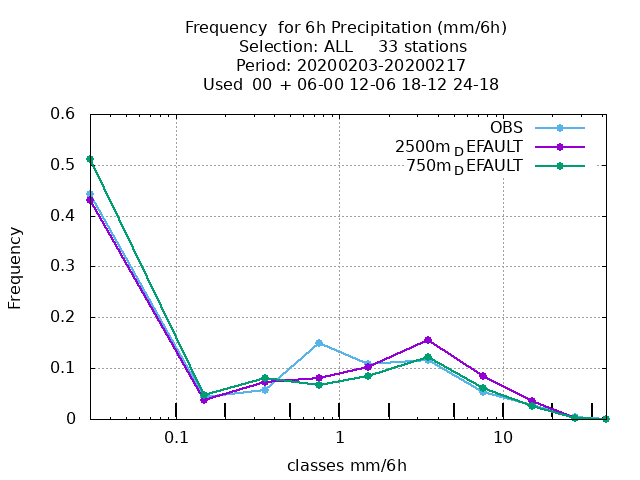 Frequency  for 6h Precipitation (mm/6h)
Selection: ALL     33 stations
Period: 20200203-20200217
Used  00 + 06-00 12-06 18-12 24-18
0.6
OBS
2500m_DEFAULT
750m_DEFAULT
0.5
0.4
0.3
0.2
0.1
0
Frequency
0.1
1
10
classes mm/6h